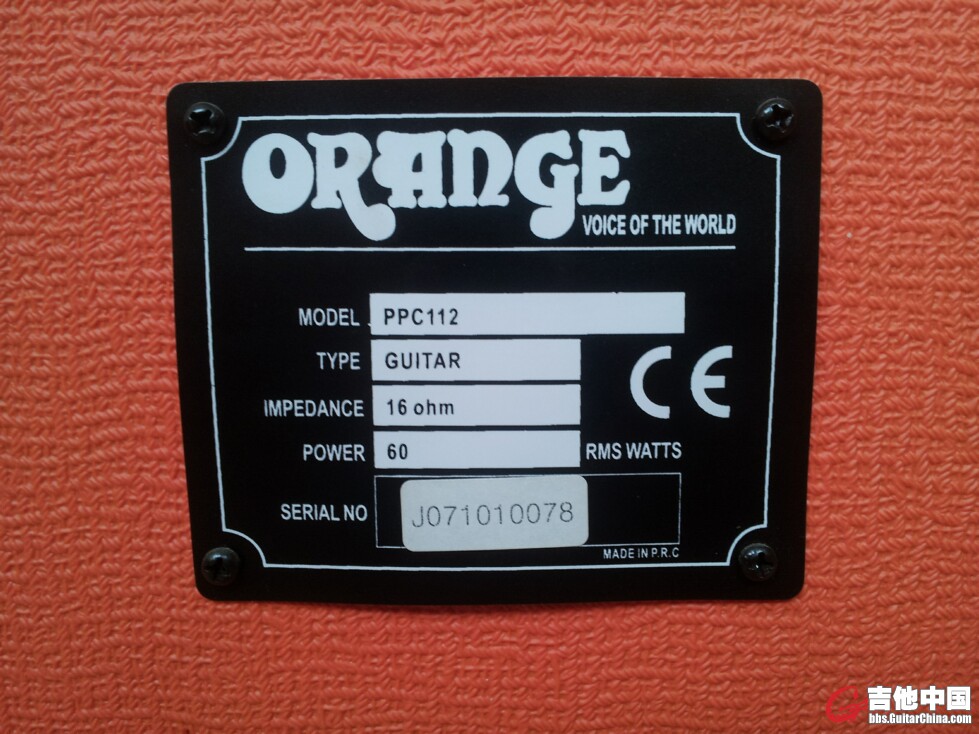 ORANGE
VOICE OF THE WORLD
MODEL PPC112
TYPE GUITAR
IMPEDANCE 16 ohm
POWER 60 RMS WATTS
SERIAL NO J071010078
MADE IN P.R.C
CE
吉他中国
bbs.GuitarChina.com